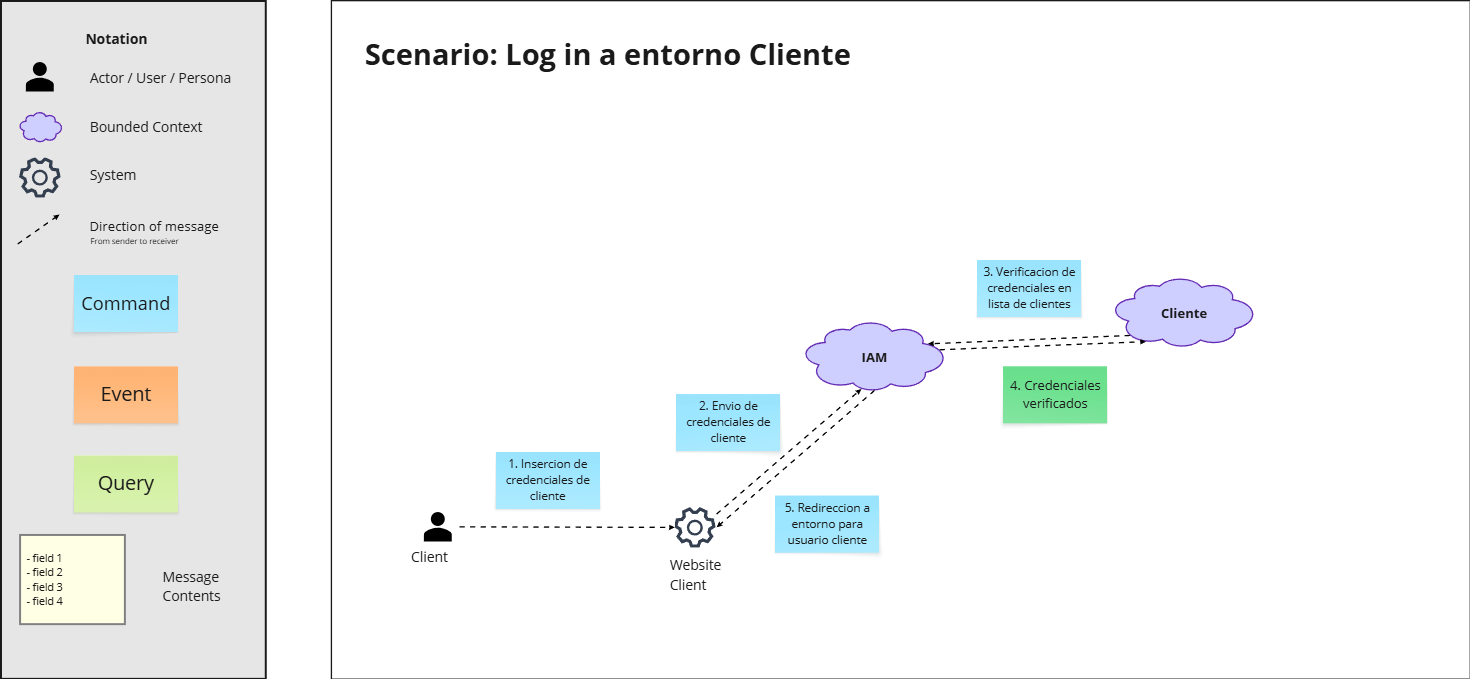 Notation
Actor / User / Persona
Bounded Context
System
Direction of message
From sender to receiver
Command
Event
Query
- field 1
- field 2
- field 3
- field 4
Message
Contents
Scenario: Log in a entorno Cliente
3. Verificacion de
credenciales en
lista de clientes
Cliente
IAM
4. Credenciales
verificados
2. Envio de
credenciales de
cliente
1. Insercion de
credenciales de
cliente
5. Redireccion a
entorno para
usuario cliente
Client
Website
Client